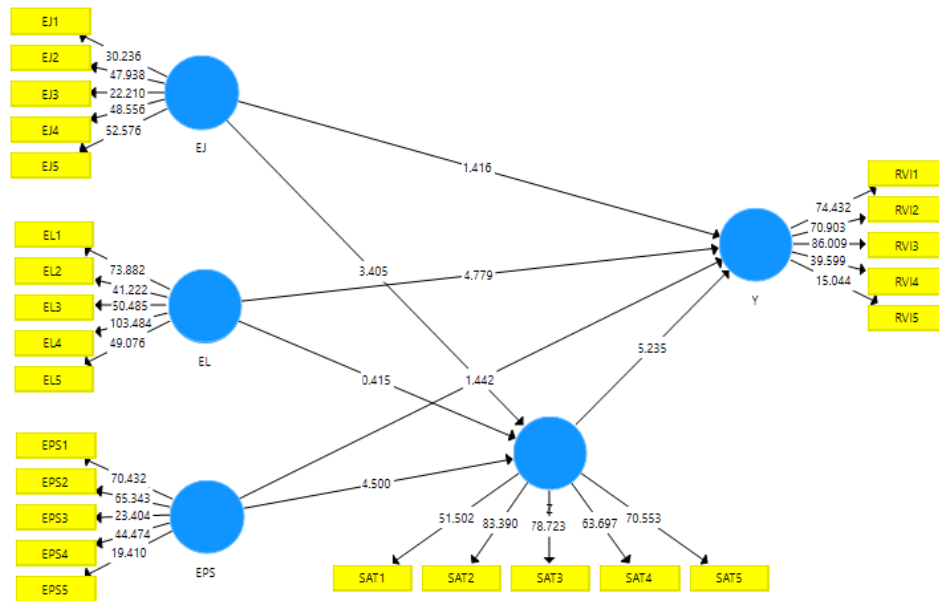 EJ1
EJ2
EJ3
EJ4
EJ5
30.236
47.938
22.210
48.556
52.576
EJ
1.416
3.405
EL1
EL2
EL3
EL4
EL5
73.882
41.222
50.485
103.484
49.076
EL
4.779
0.415
EPS1
EPS2
EPS3
EPS4
EPS5
70.432
65.343
23.404
44.474
19.410
EPS
1.442
4.500
5.235
Y
74.432
70.903
86.009
39.599
15.044
RVI1
RVI2
RVI3
RVI4
RVI5
Z
51.502
83.390
78.723
63.697
70.553
SAT1
SAT2
SAT3
SAT4
SAT5